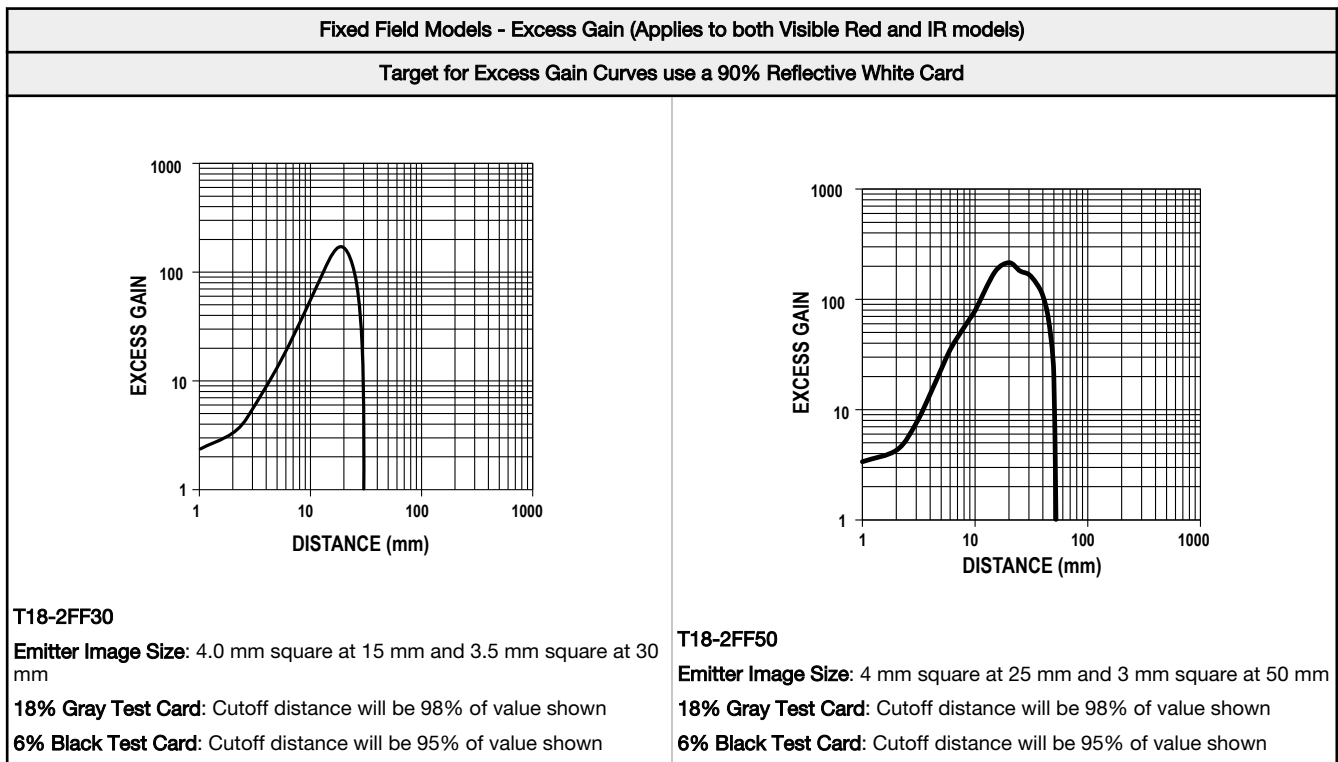 Fixed Field Models - Excess Gain (Applies to both Visible Red and IR models)
Target for Excess Gain Curves use a 90% Reflective White Card
1000
100
10
1
EXCESS GAIN
1 10 100 1000
DISTANCE (mm)
T18-2FF30
Emitter Image Size: 4.0 mm square at 15 mm and 3.5 mm square at 30
mm
18% Gray Test Card: Cutoff distance will be 98% of value shown
6% Black Test Card: Cutoff distance will be 95% of value shown
1000
100
10
1
EXCESS GAIN
1 10 100 1000
DISTANCE (mm)
T18-2FF50
Emitter Image Size: 4 mm square at 25 mm and 3 mm square at 50 mm
18% Gray Test Card: Cutoff distance will be 98% of value shown
6% Black Test Card: Cutoff distance will be 95% of value shown